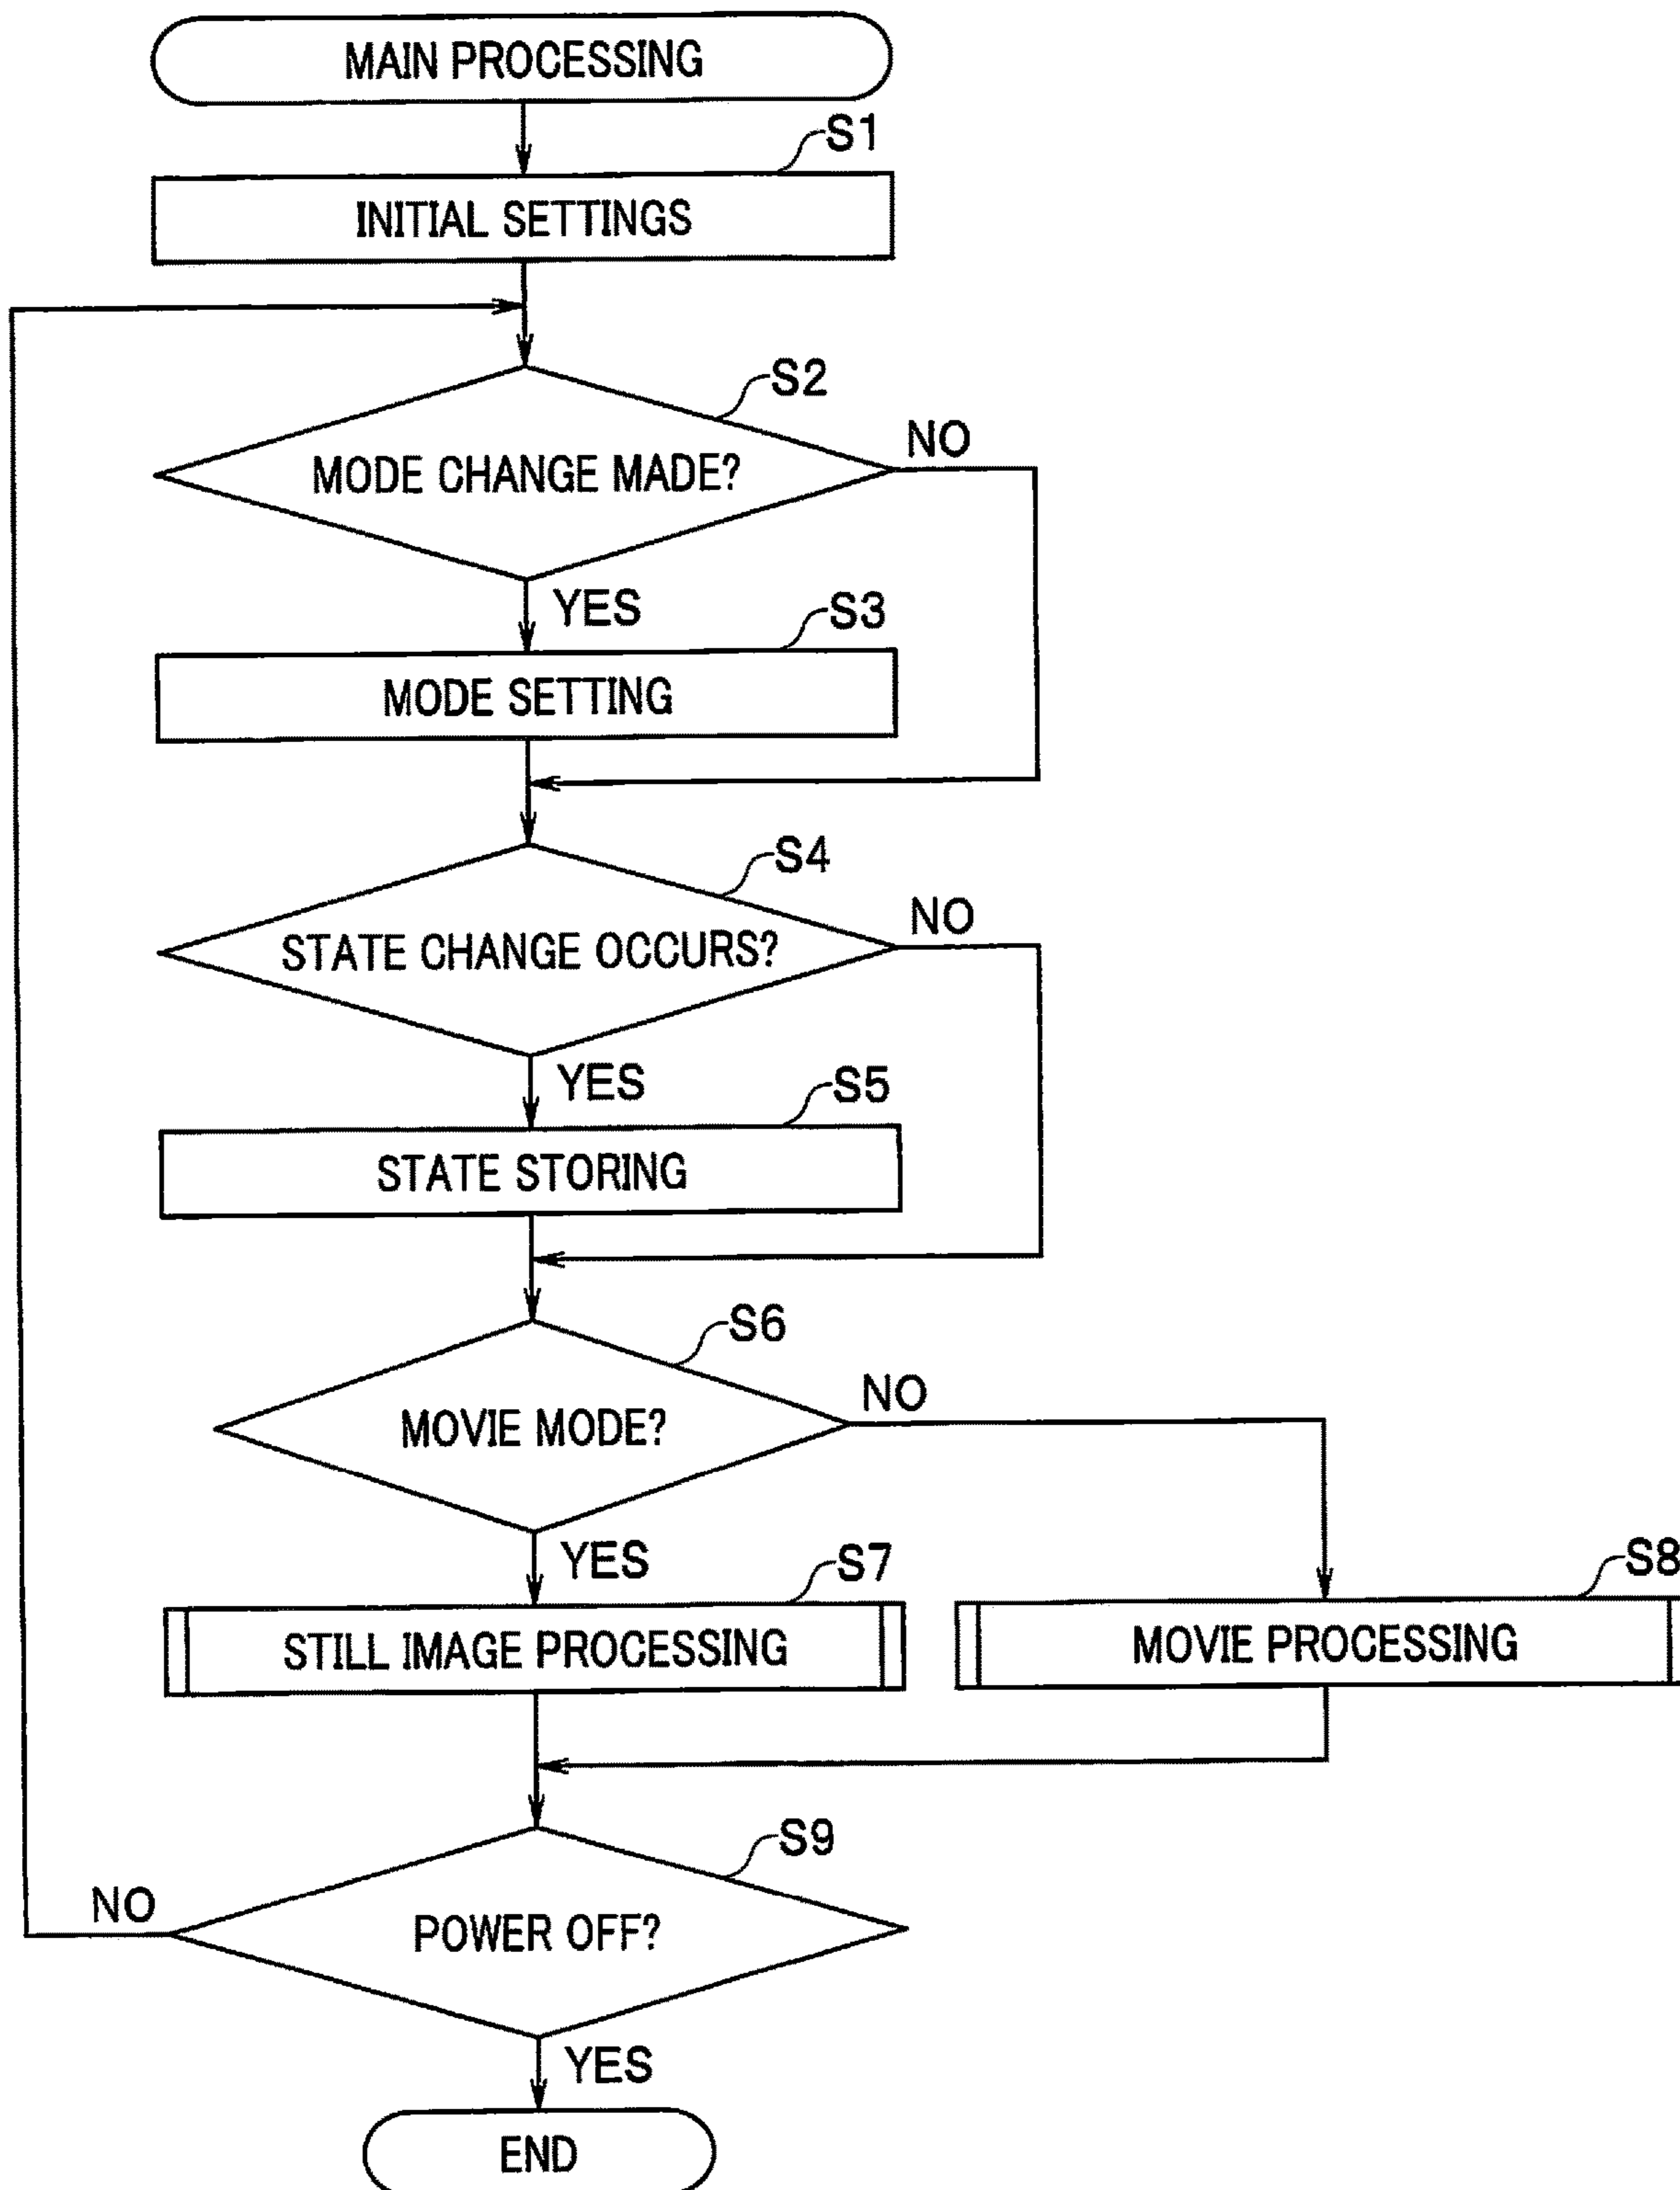 MAIN PROCESSING
S1
INITIAL SETTINGS
S2
MODE CHANGE MADE?
NO
YES
S3
MODE SETTING
S4
STATE CHANGE OCCURS?
NO
YES
S5
STATE STORING
S6
MOVIE MODE?
NO
YES
S7
STILL IMAGE PROCESSING
S8
MOVIE PROCESSING
S9
POWER OFF?
NO
YES
END